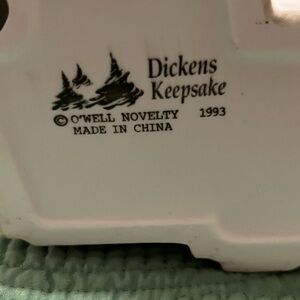 Dickens
Keepsake
© O'WELL NOVELTY 1993
MADE IN CHINA